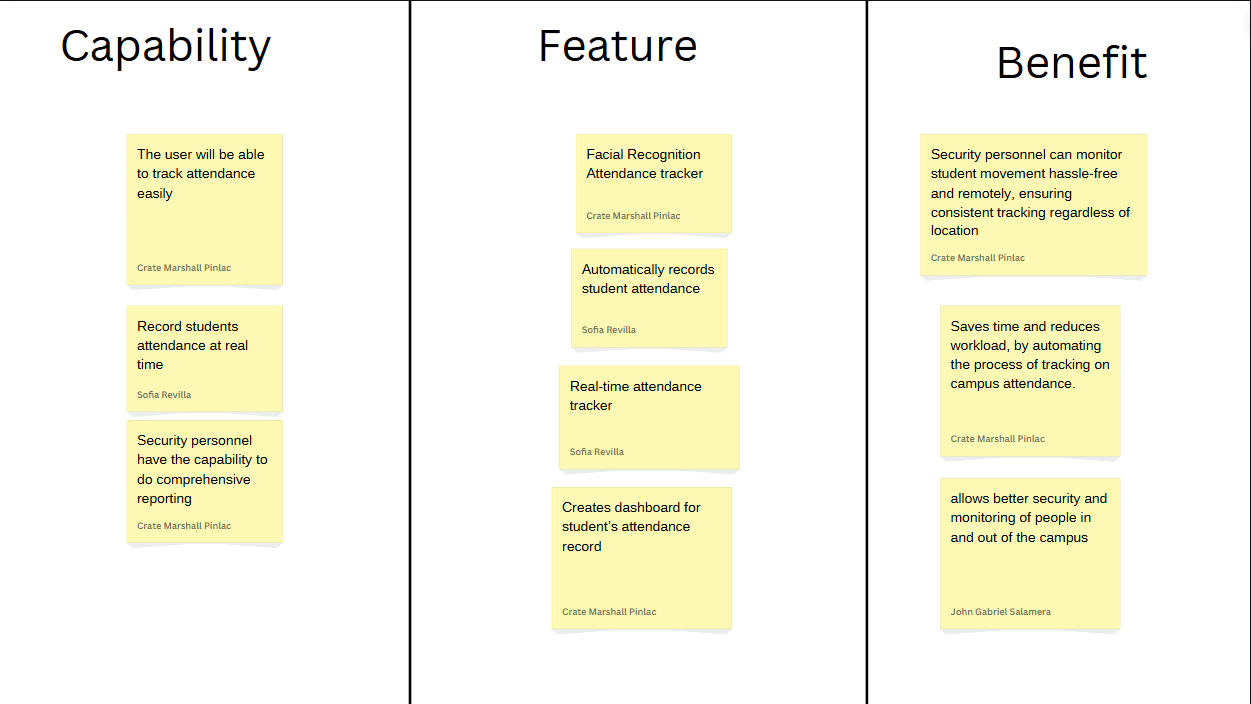 Capability
The user will be able
to track attendance
easily
Crate Marshall Pinlac
Record students
attendance at real
time
Sofia Revilla
Security personnel
have the capability to
do comprehensive
reporting
Crate Marshall Pinlac
Feature
Facial Recognition
Attendance tracker
Crate Marshall Pinlac
Automatically records
student attendance
Sofia Revilla
Real-time attendance
tracker
Sofia Revilla
Creates dashboard for
student’s attendance
record
Crate Marshall Pinlac
Benefit
Security personnel can monitor
student movement hassle-free
and remotely, ensuring
consistent tracking regardless of
location
Crate Marshall Pinlac
Saves time and reduces
workload, by automating
the process of tracking on
campus attendance.
Crate Marshall Pinlac
allows better security and
monitoring of people in
and out of the campus
John Gabriel Salamera